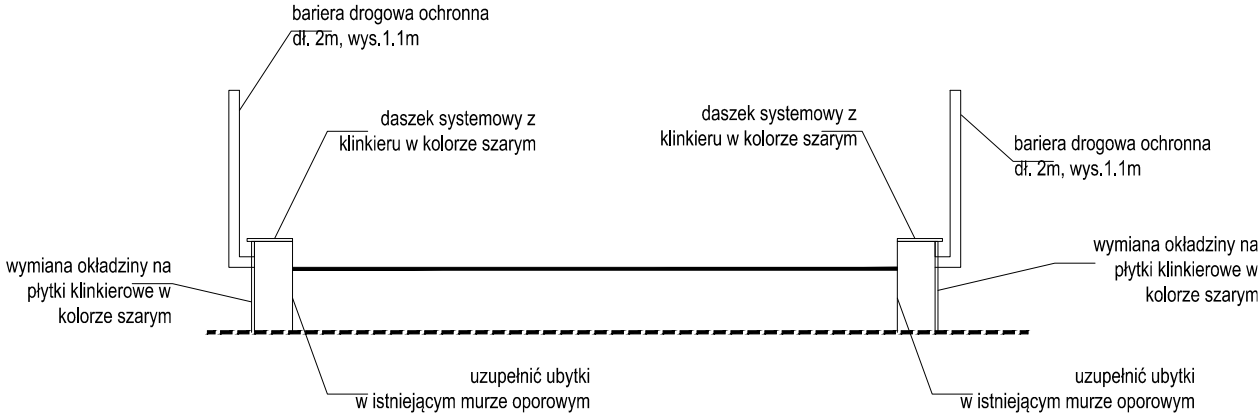 bariera drogowa ochronna
dł. 2m, wys.1.1m
daszek systemowy z
klinkieru w kolorze szarym
daszek systemowy z
klinkieru w kolorze szarym
bariera drogowa ochronna
dł. 2m, wys.1.1m
wymiana okładziny na
płytki klinkierowe w
kolorze szarym
wymiana okładziny na
płytki klinkierowe w
kolorze szarym
uzupełnić ubytki
w istniejącym murze oporowym
uzupełnić ubytki
w istniejącym murze oporowym